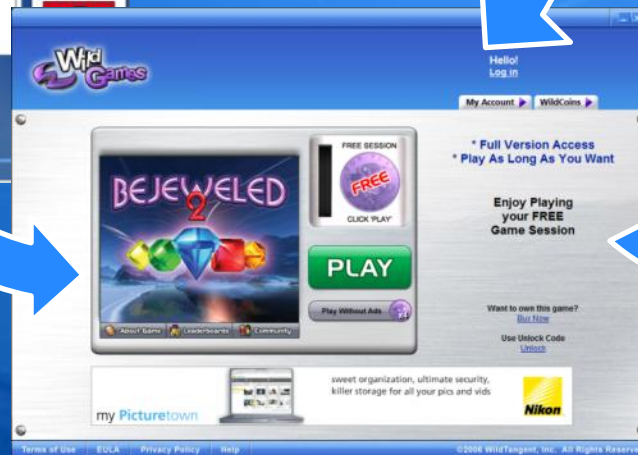 Wild
Games
Hello!
Log in
My Account
WildCoins
FREE SESSION
FREE
CLICK 'PLAY'
BEJEWELED
2
PLAY
Play Without Ads
About Game
Leaderboards
Community
* Full Version Access
* Play As Long As You Want
Enjoy Playing
your FREE
Game Session
Want to own this game?
Buy Now
Use Unlock Code
Unlock
my Picturetown
sweet organization, ultimate security,
killer storage for all your pics and vids
Nikon
Terms of Use EULA Privacy Policy Help
©2006 WildTangent, Inc. All Rights Reserve